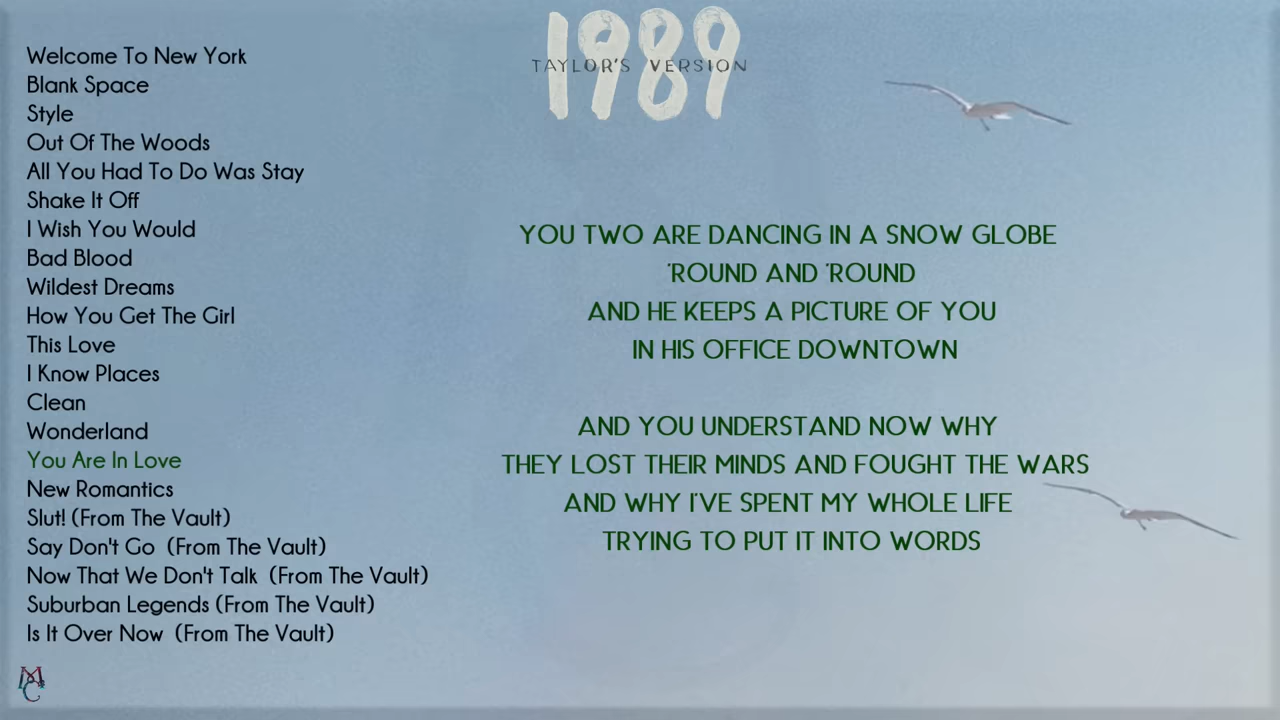 1989
TAYLOR'S VERSION
Welcome To New York
Blank Space
Style
Out Of The Woods
All You Had To Do Was Stay
Shake It Off
I Wish You Would
Bad Blood
Wildest Dreams
How You Get The Girl
This Love
I Know Places
Clean
Wonderland
You Are In Love
New Romantics
Slut! (From The Vault)
Say Don't Go (From The Vault)
Now That We Don't Talk (From The Vault)
Suburban Legends (From The Vault)
Is It Over Now (From The Vault)
YOU TWO ARE DANCING IN A SNOW GLOBE
'ROUND AND 'ROUND
AND HE KEEPS A PICTURE OF YOU
IN HIS OFFICE DOWNTOWN
AND YOU UNDERSTAND NOW WHY
THEY LOST THEIR MINDS AND FOUGHT THE WARS
AND WHY I'VE SPENT MY WHOLE LIFE
TRYING TO PUT IT INTO WORDS
MC